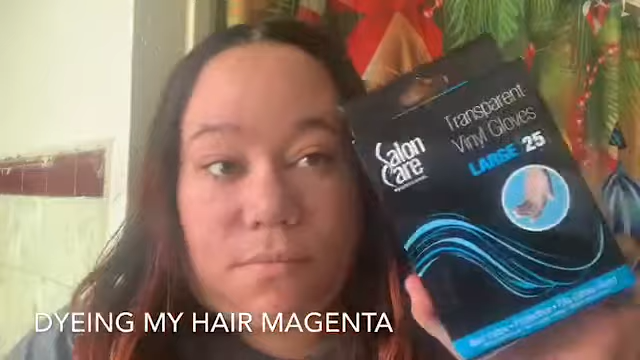 Salon
Care
Transparent
Vinyl Gloves
LARGE 25
DYEING MY HAIR MAGENTA